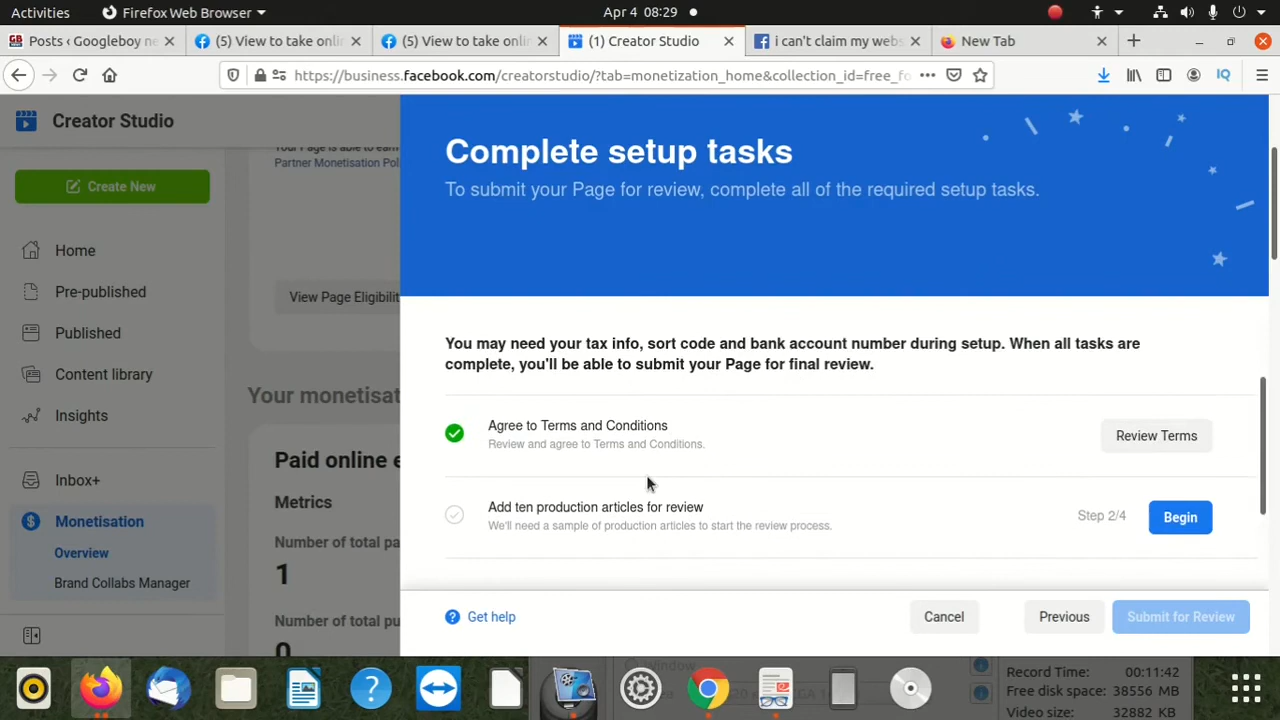 Activities
Firefox Web Browser
Apr 4 08:29
Posts ‹ Googleboy ne
(5) View to take onli
(5) View to take onli
(1) Creator Studio
i can't claim my webs
New Tab
https://business.facebook.com/creatorstudio/?tab=monetization_home&collection_id=free_fo
IQ
Creator Studio
Create New
Home
Pre-published
Published
Content library
Insights
Inbox+
Monetisation
Overview
Brand Collabs Manager
Your Page is able to earn
Partner Monetisation Pol
View Page Eligibilit
Your monetisat
Paid online e
Metrics
Number of total pa
1
Number of total pa
0
Complete setup tasks
To submit your Page for review, complete all of the required setup tasks.
You may need your tax info, sort code and bank account number during setup. When all tasks are
complete, you'll be able to submit your Page for final review.
Agree to Terms and Conditions
Review and agree to Terms and Conditions.
Review Terms
Add ten production articles for review
We'll need a sample of production articles to start the review process.
Step 2/4
Begin
Get help
Cancel
Previous
Submit for Review
Window
Record Time: 00:11:42
Free disk space: 38556 MB
Video size: 32882 KB